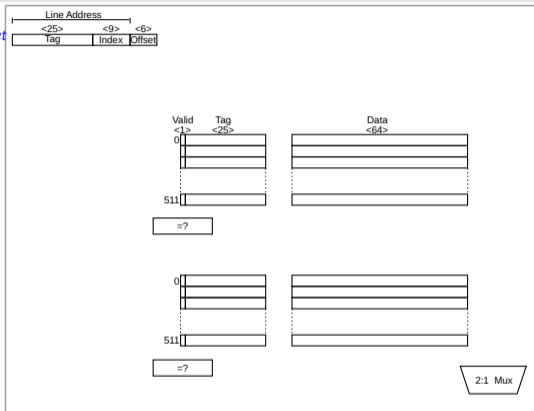 Line Address
<25> <9> <6>
Tag Index Offset
Valid Tag Data
<1> <25> <64>
0
511
=?
0
511
=?
2:1 Mux